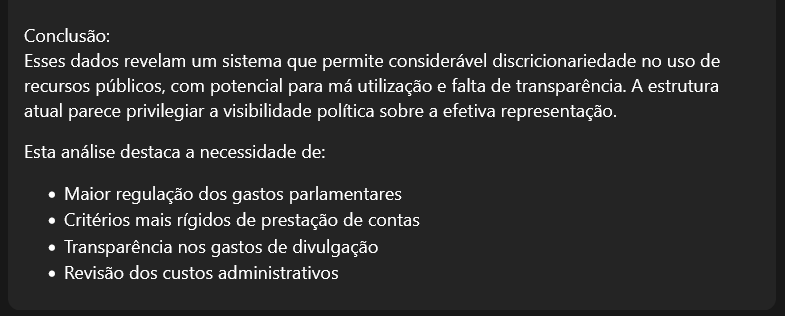 Conclusão:
Esses dados revelam um sistema que permite considerável discricionariedade no uso de
recursos públicos, com potencial para má utilização e falta de transparência. A estrutura
atual parece privilegiar a visibilidade política sobre a efetiva representação.
Esta análise destaca a necessidade de:
• Maior regulação dos gastos parlamentares
• Critérios mais rígidos de prestação de contas
• Transparência nos gastos de divulgação
• Revisão dos custos administrativos